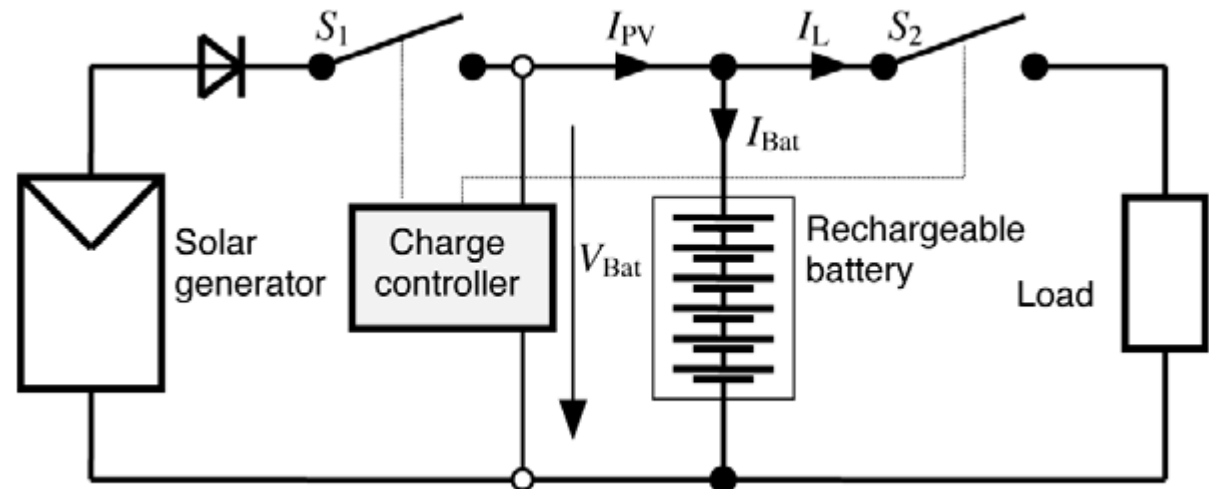 S1
IPV
IL
S2
IBat
Solar
generator
Charge
controller
VBat
Rechargeable
battery
Load